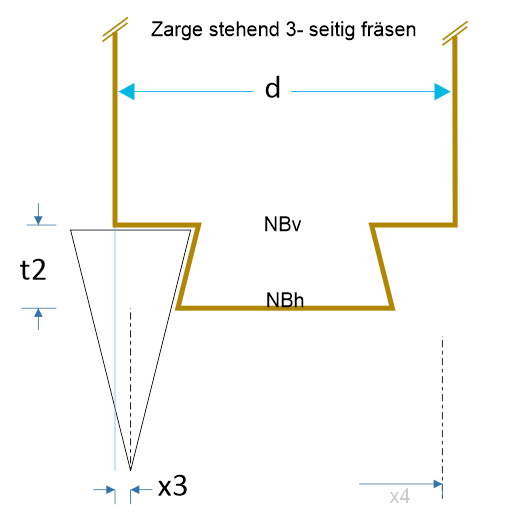 Zarge stehend 3- seitig fräsen
d
NBv
t2
NBh
x3
x4